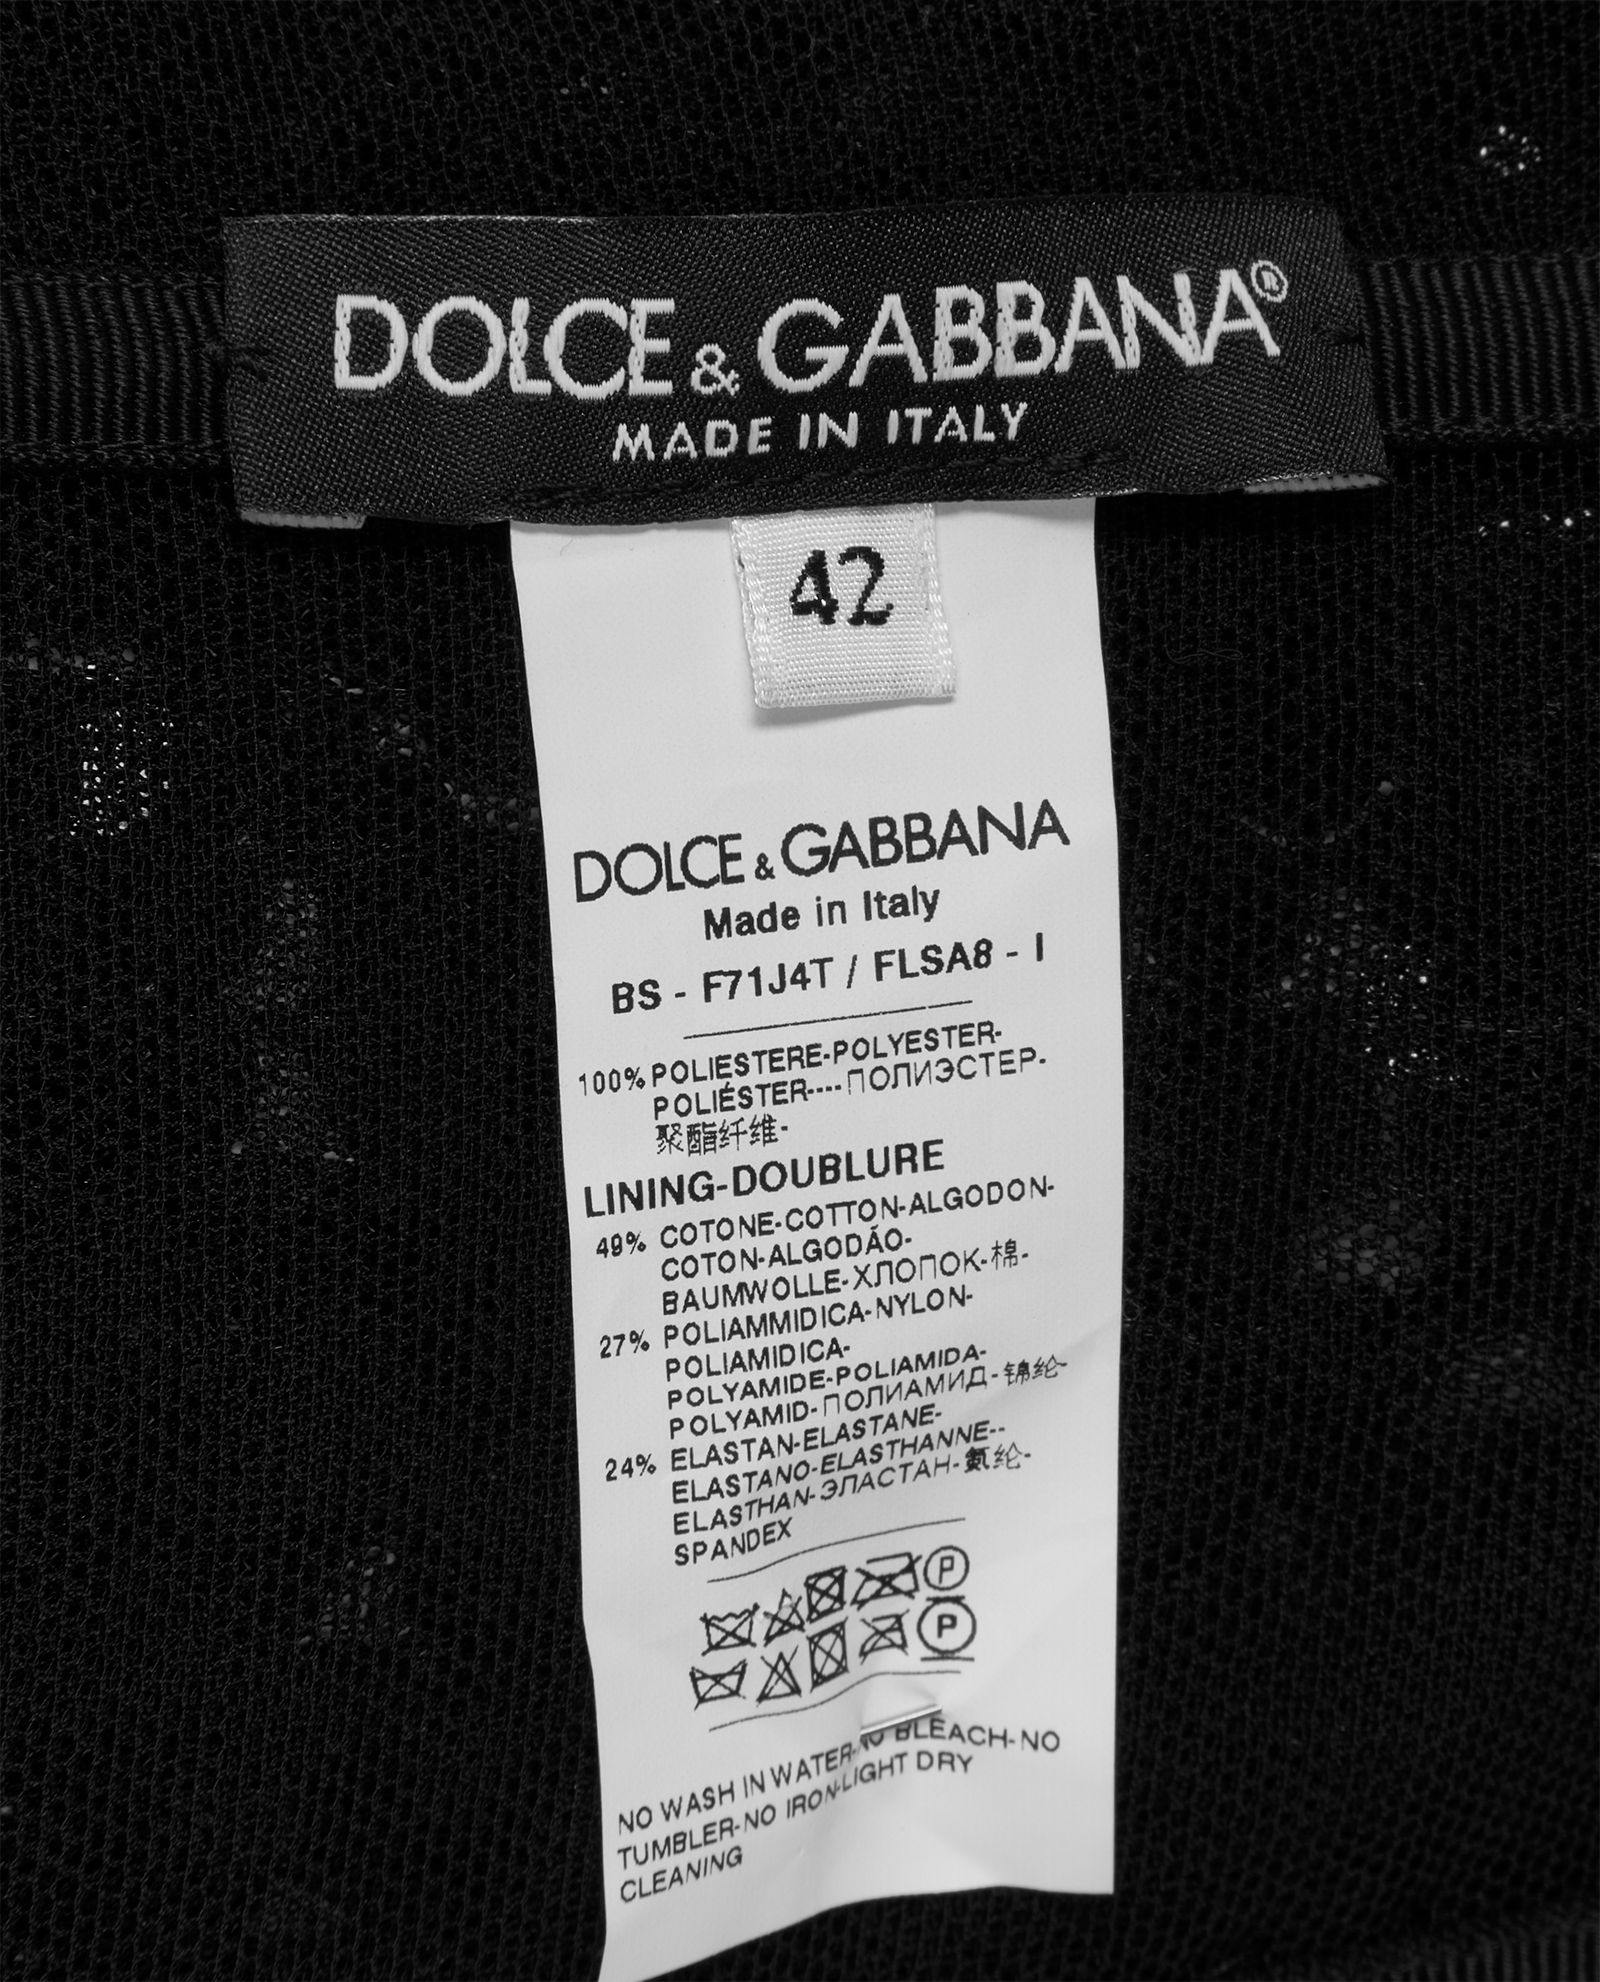 DOLCE & GABBANA®
MADE IN ITALY
42
DOLCE & GABBANA
Made in Italy
BS - F71J4T / FLSA8 - I
100% POLIESTERE-POLYESTER-
POLIÉSTER----ПОЛИЭСТЕР-
聚酯纤维-
LINING-DOUBLURE
49% COTONE-COTTON-ALGODON-
COTON-ALGODÃO-
BAUMWOLLE-ХЛОПОК-棉-
27% POLIAMMIDICA-NYLON-
POLIAMIDICA-
POLYAMIDE-POLIAMIDA-
POLYAMID-ПОЛИАМИД-锦纶-
24% ELASTAN-ELASTANE-
ELASTANO-ELASTHANNE--
ELASTHAN-ЭЛАСТАН-氨纶-
SPANDEX
P
P
NO WASH IN WATER-NO BLEACH-NO
TUMBLER-NO IRON-LIGHT DRY
CLEANING